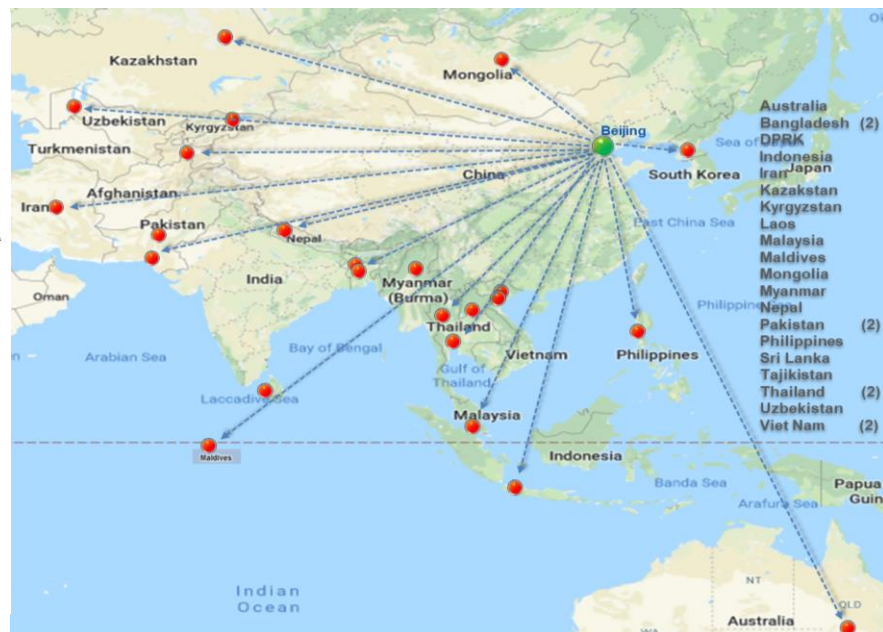 Kazakhstan
Mongolia
Uzbekistan
Kyrgyzstan
Beijing
Turkmenistan
China
South Korea
Sea of Japan
Japan
Afghanistan
Iran
Pakistan
Nepal
East China Sea
Oman
India
Myanmar
(Burma)
Arabian Sea
Bay of Bengal
Thailand
Vietnam
Philippines
Gulf of
Thailand
Laccadive Sea
Malaysia
Maldives
Indonesia
Banda Sea
Papua
Arafura Sea
Indian
Ocean
NT
QLD
WA
Australia
Australia
Bangladesh (2)
DPRK
Indonesia
Iran
Kazakstan
Kyrgyzstan
Laos
Malaysia
Maldives
Mongolia
Myanmar
Nepal
Pakistan (2)
Philippines
Sri Lanka
Tajikistan
Thailand (2)
Uzbekistan
Viet Nam (2)